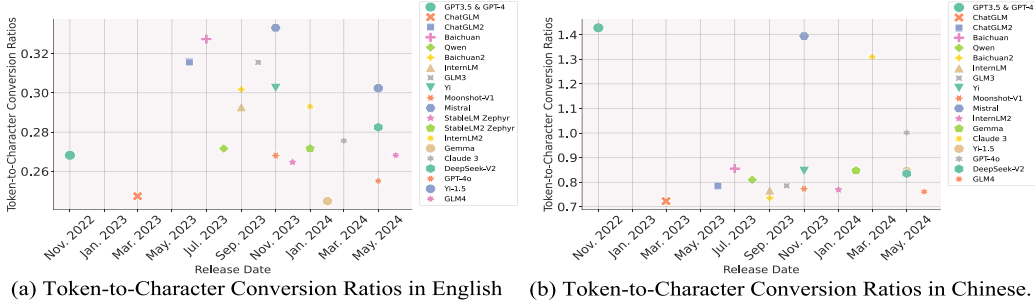 Token-to-Character Conversion Ratios
0.32
0.30
0.28
0.26
Nov. 2022
Jan. 2023
Mar. 2023
May. 2023
Jul. 2023
Sep. 2023
Nov. 2023
Jan. 2024
Mar. 2024
May. 2024
Release Date
GPT3.5 & GPT-4
ChatGLM
ChatGLM2
Baichuan
Qwen
Baichuan2
InternLM
GLM3
Yi
Moonshot-V1
Mistral
StableLM Zephyr
StableLM2 Zephyr
InternLM2
Gemma
Claude 3
DeepSeek-V2
GPT-4o
Yi-1.5
GLM4
(a) Token-to-Character Conversion Ratios in English
Token-to-Character Conversion Ratios
1.4
1.3
1.2
1.1
1.0
0.9
0.8
0.7
Nov. 2022
Jan. 2023
Mar. 2023
May. 2023
Jul. 2023
Sep. 2023
Nov. 2023
Jan. 2024
Mar. 2024
May. 2024
Release Date
GPT3.5 & GPT-4
ChatGLM
ChatGLM2
Baichuan
Qwen
Baichuan2
InternLM
GLM3
Yi
Moonshot-V1
Mistral
InternLM2
Gemma
Claude 3
Yi-1.5
GPT-4o
DeepSeek-V2
GLM4
(b) Token-to-Character Conversion Ratios in Chinese.